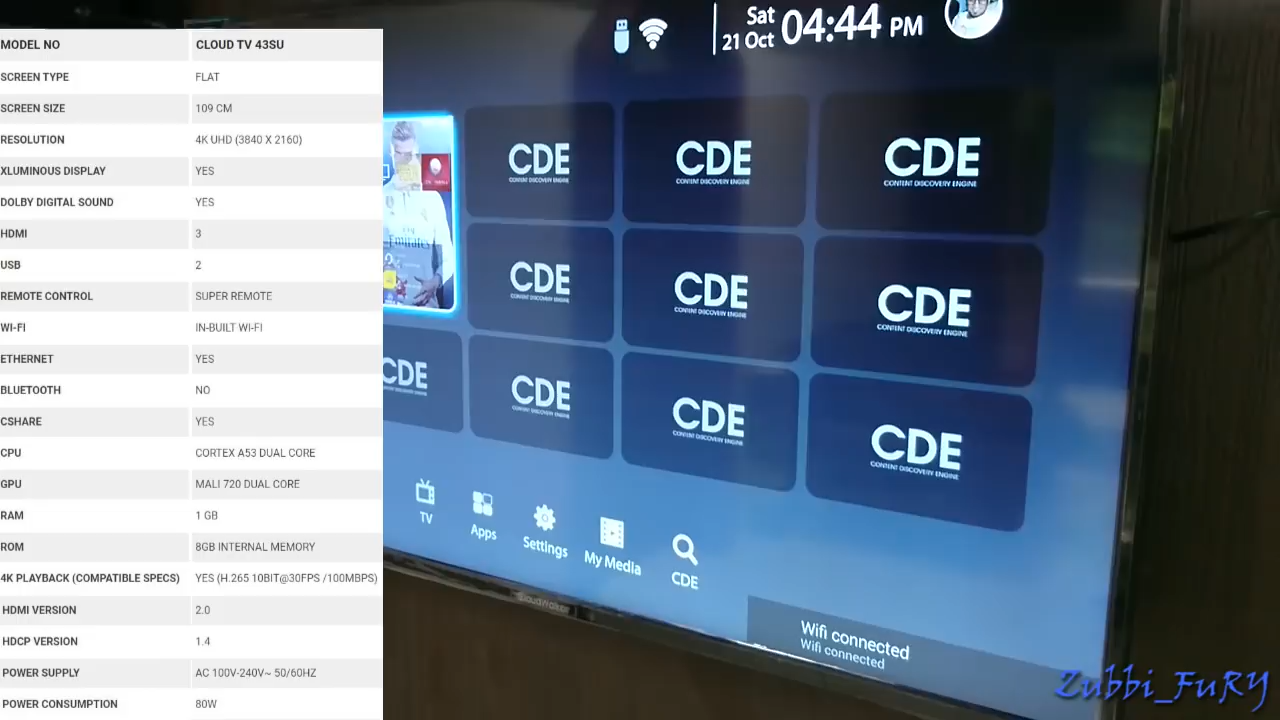 MODEL NO CLOUD TV 43SU
SCREEN TYPE FLAT
SCREEN SIZE 109 CM
RESOLUTION 4K UHD (3840 X 2160)
XLUMINOUS DISPLAY YES
DOLBY DIGITAL SOUND YES
HDMI 3
USB 2
REMOTE CONTROL SUPER REMOTE
WI-FI IN-BUILT WI-FI
ETHERNET YES
BLUETOOTH NO
CSHARE YES
CPU CORTEX A53 DUAL CORE
GPU MALI 720 DUAL CORE
RAM 1 GB
ROM 8GB INTERNAL MEMORY
4K PLAYBACK (COMPATIBLE SPECS) YES (H.265 10BIT@30FPS /100MBPS)
HDMI VERSION 2.0
HDCP VERSION 1.4
POWER SUPPLY AC 100V-240V~ 50/60HZ
POWER CONSUMPTION 80W
Sat
21 Oct 04:44 PM
CDE CDE CDE
CONTENT DISCOVERY ENGINE CONTENT DISCOVERY ENGINE CONTENT DISCOVERY ENGINE
Emirates
CDE CDE CDE
CONTENT DISCOVERY ENGINE CONTENT DISCOVERY ENGINE CONTENT DISCOVERY ENGINE
CDE CDE CDE CDE
CONTENT DISCOVERY ENGINE CONTENT DISCOVERY ENGINE CONTENT DISCOVERY ENGINE
TV Apps Settings My Media CDE
CloudWalker
Wifi connected
Wifi connected
Zubbi_FuRY